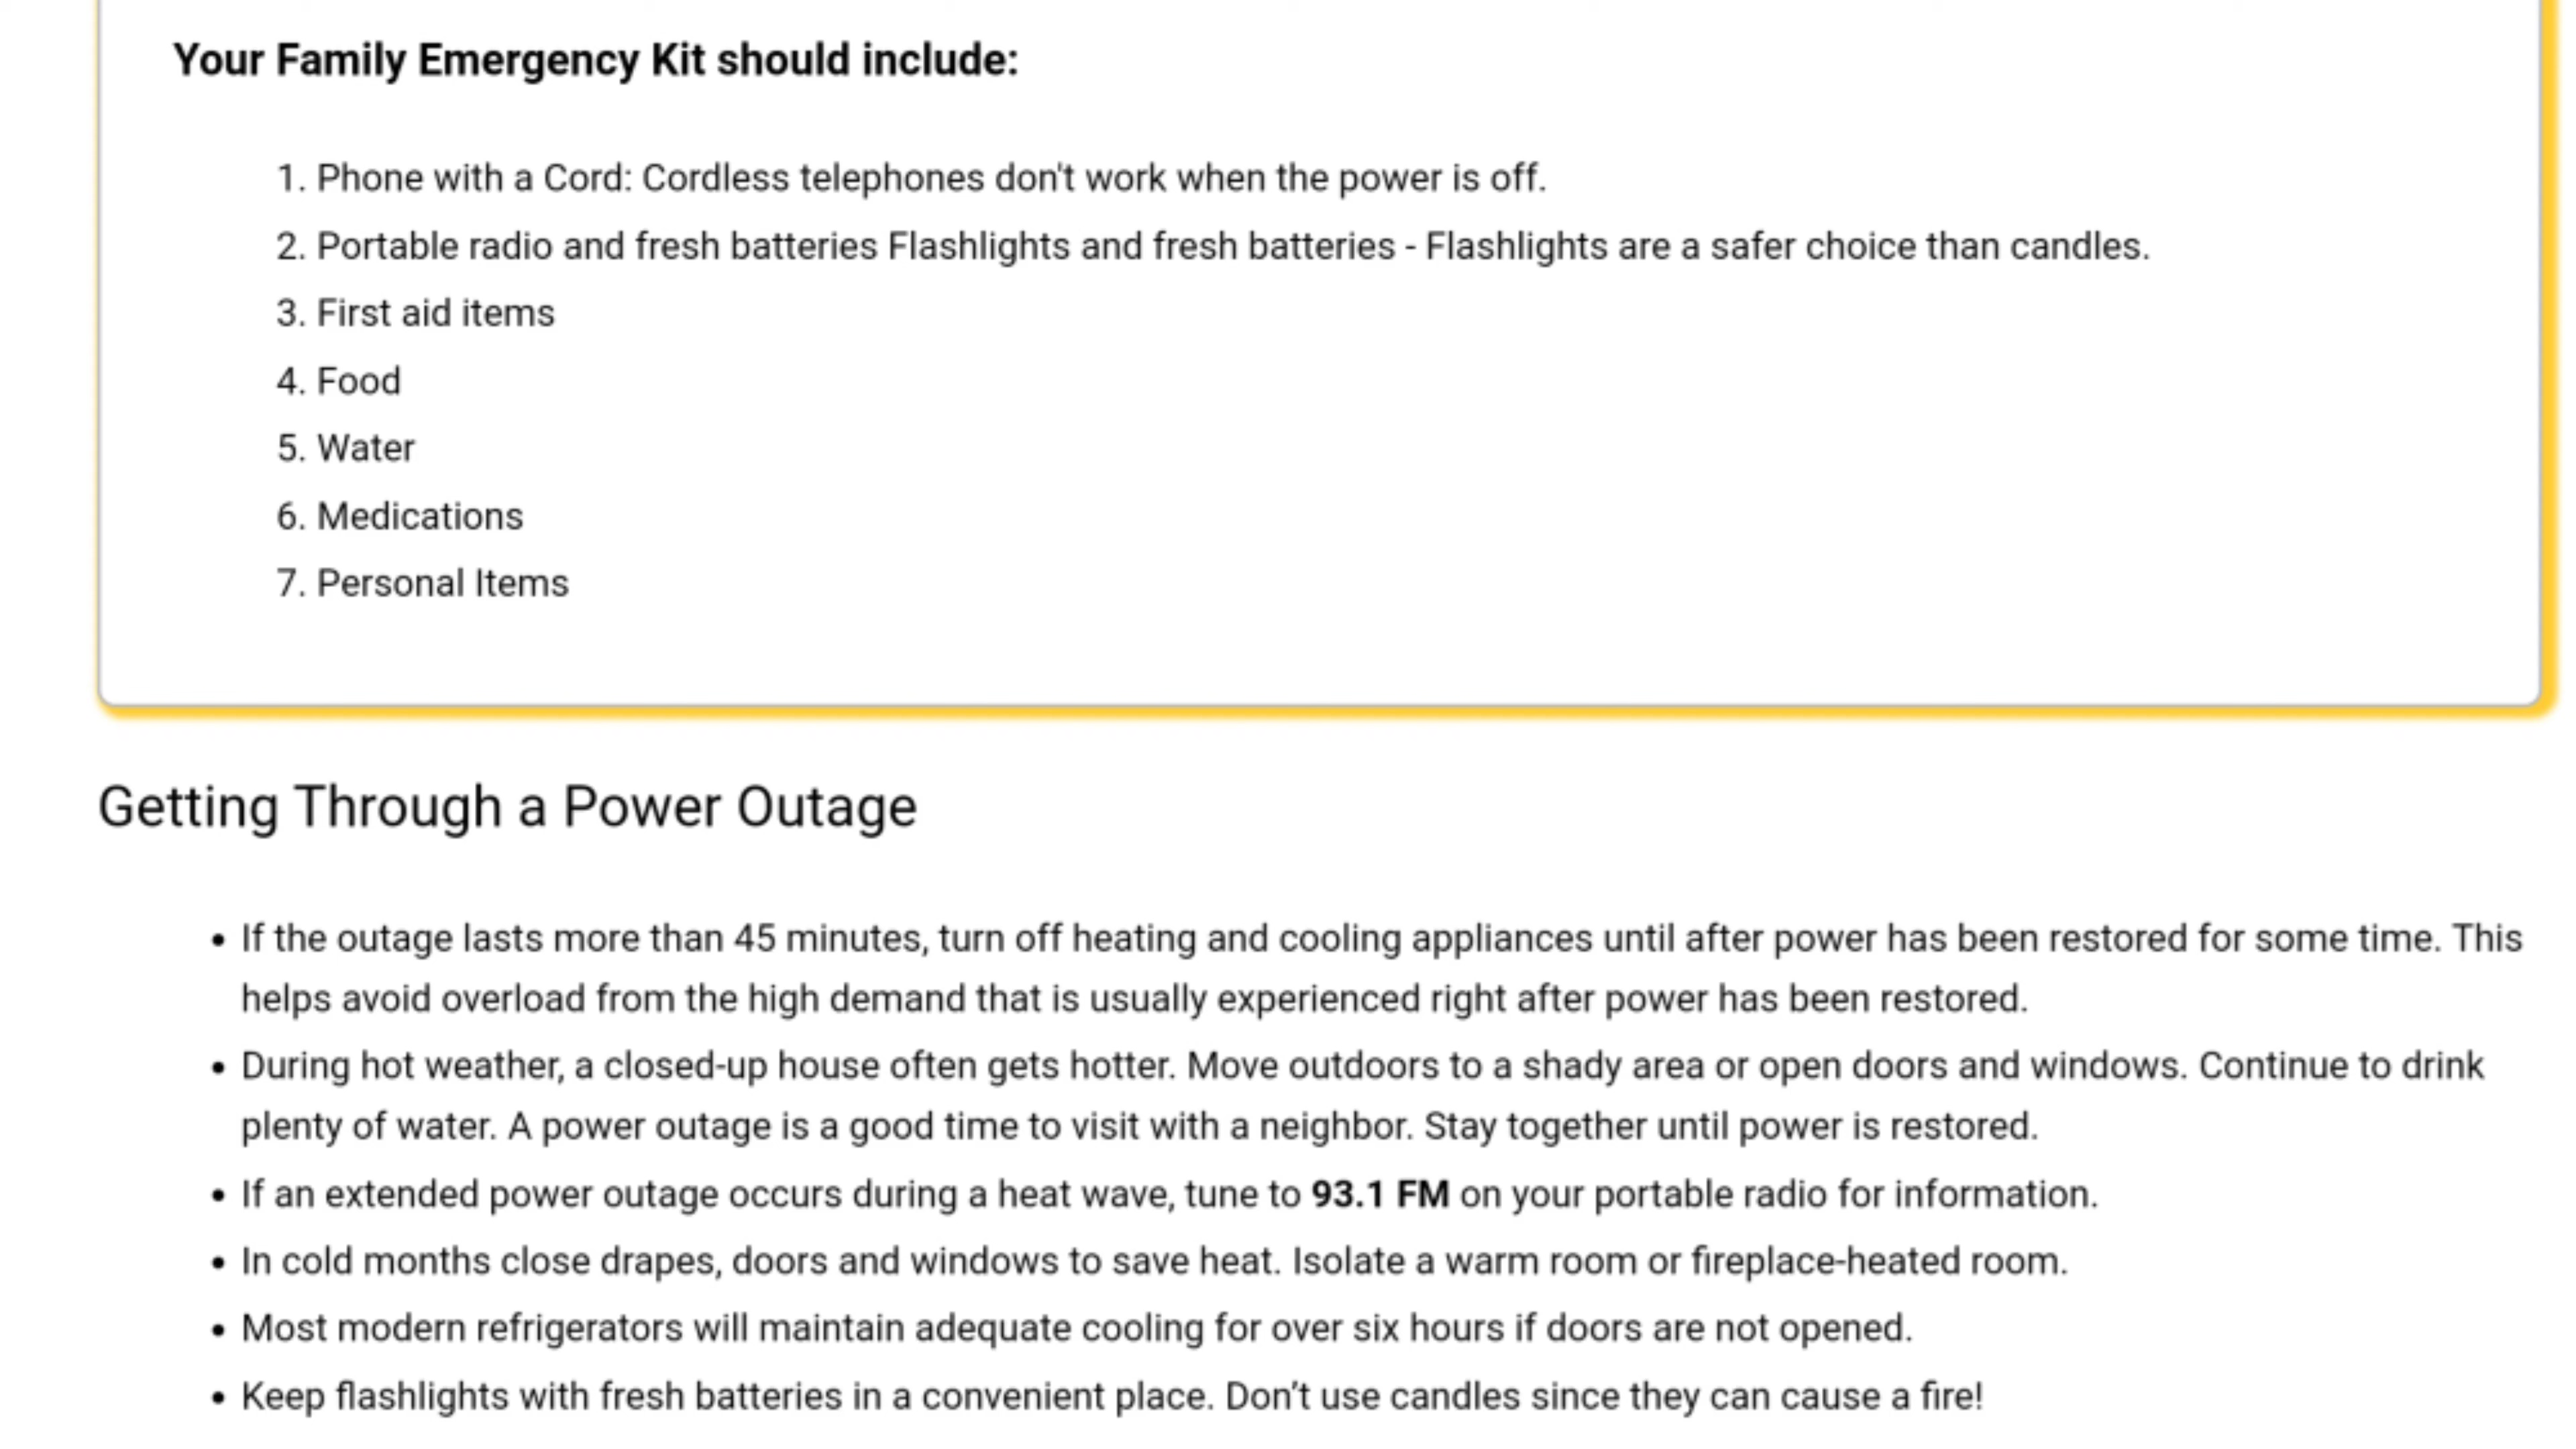 Your Family Emergency Kit should include:
1. Phone with a Cord: Cordless telephones don't work when the power is off.
2. Portable radio and fresh batteries Flashlights and fresh batteries - Flashlights are a safer choice than candles.
3. First aid items
4. Food
5. Water
6. Medications
7. Personal Items
Getting Through a Power Outage
• If the outage lasts more than 45 minutes, turn off heating and cooling appliances until after power has been restored for some time. This
helps avoid overload from the high demand that is usually experienced right after power has been restored.
• During hot weather, a closed-up house often gets hotter. Move outdoors to a shady area or open doors and windows. Continue to drink
plenty of water. A power outage is a good time to visit with a neighbor. Stay together until power is restored.
• If an extended power outage occurs during a heat wave, tune to 93.1 FM on your portable radio for information.
• In cold months close drapes, doors and windows to save heat. Isolate a warm room or fireplace-heated room.
• Most modern refrigerators will maintain adequate cooling for over six hours if doors are not opened.
• Keep flashlights with fresh batteries in a convenient place. Don’t use candles since they can cause a fire!